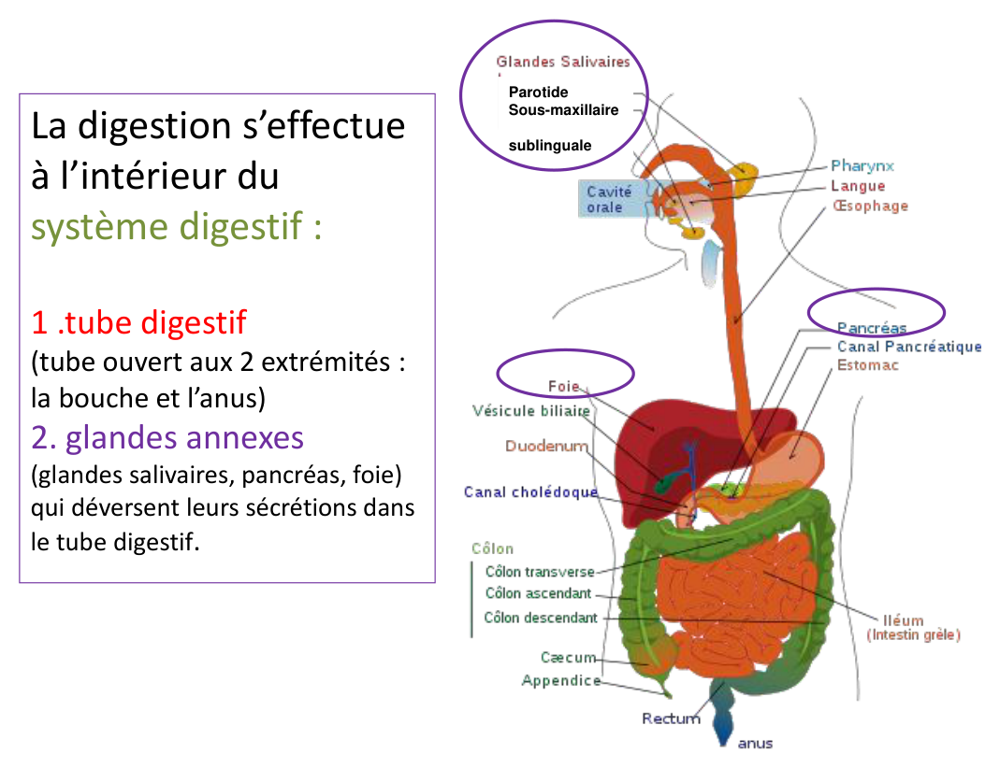 La digestion s’effectue
à l’intérieur du
système digestif :
1 .tube digestif
(tube ouvert aux 2 extrémités :
la bouche et l’anus)
2. glandes annexes
(glandes salivaires, pancréas, foie)
qui déversent leurs sécrétions dans
le tube digestif.
Glandes Salivaires
Parotide
Sous-maxillaire
sublinguale
Cavité
orale
Pharynx
Langue
Œsophage
Pancréas
Canal Pancréatique
Estomac
Foie
Vésicule biliaire
Duodenum
Canal cholédoque
Côlon
Côlon transverse
Côlon ascendant
Côlon descendant
Cæcum
Appendice
Iléum
(Intestin grèle)
Rectum
anus